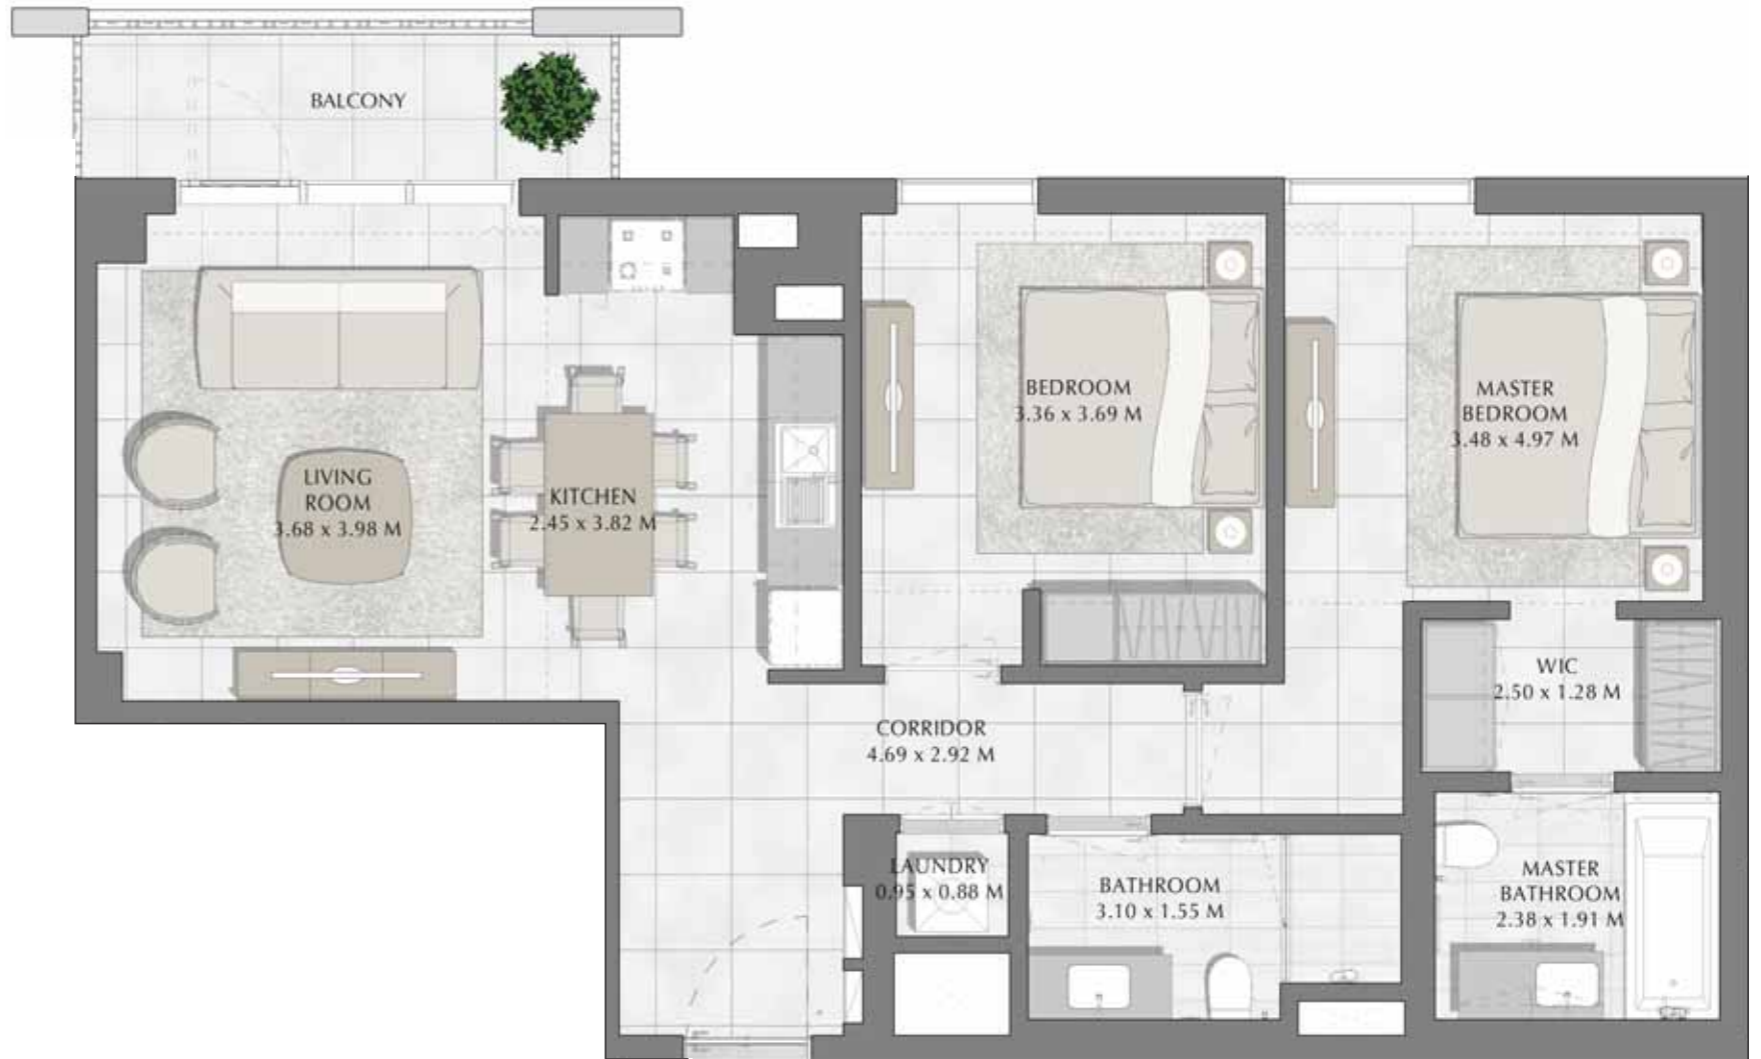 BALCONY
LIVING
ROOM
3.68 x 3.98 M
KITCHEN
2.45 x 3.82 M
BEDROOM
3.36 x 3.69 M
MASTER
BEDROOM
3.48 x 4.97 M
WIC
2.50 x 1.28 M
CORRIDOR
4.69 x 2.92 M
LAUNDRY
0.95 x 0.88 M
BATHROOM
3.10 x 1.55 M
MASTER
BATHROOM
2.38 x 1.91 M